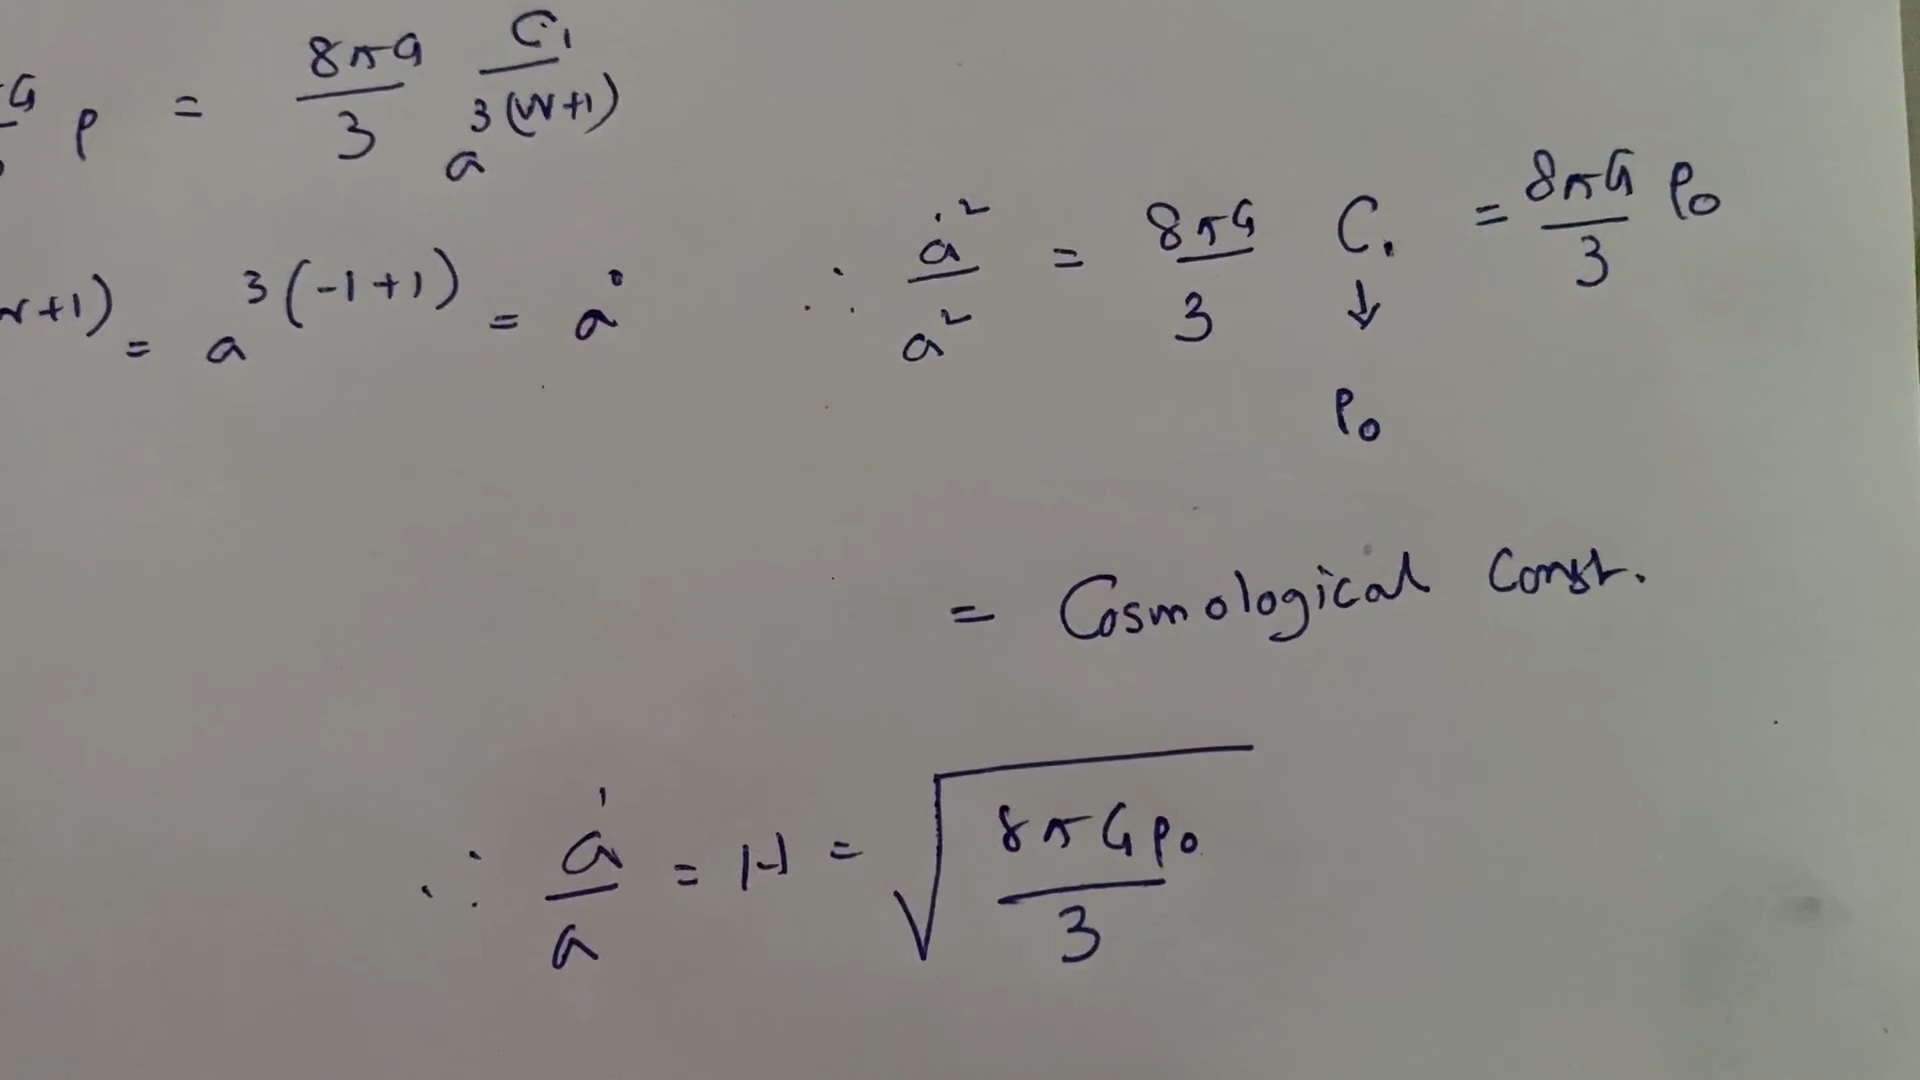 G ρ = 8πG/3 C₁/a^3(w+1)
w+1) = a^3(-1+1) = a^0 ∴ ȧ²/a² = 8πG/3 C₁ = 8πG/3 ρ₀
↓
ρ₀
= Cosmological Const.
∴ ȧ/a = H = √(8πGρ₀/3)